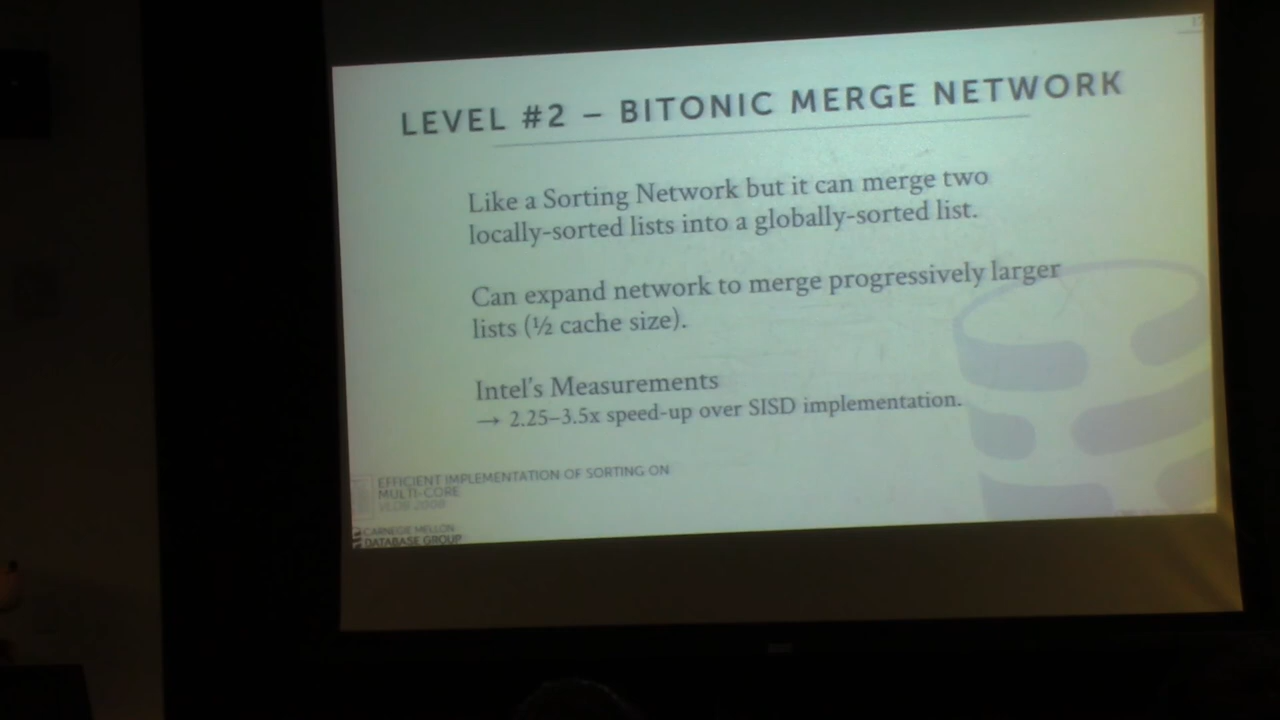 LEVEL #2 – BITONIC MERGE NETWORK
Like a Sorting Network but it can merge two
locally-sorted lists into a globally-sorted list.
Can expand network to merge progressively larger
lists (½ cache size).
Intel's Measurements
→ 2.25–3.5x speed-up over SISD implementation.
EFFICIENT IMPLEMENTATION OF SORTING ON
MULTI-CORE
VLDB 2008
CARNEGIE MELLON
DATABASE GROUP